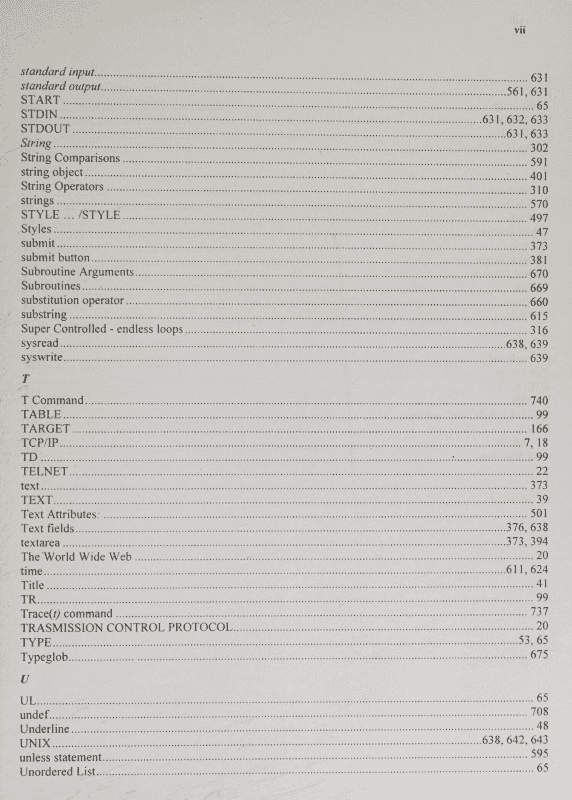 vii
standard input 631
standard output 561, 631
START 65
STDIN 631, 632, 633
STDOUT 631, 633
String 302
String Comparisons 591
string object 401
String Operators 310
strings 570
STYLE ... /STYLE 497
Styles 47
submit 373
submit button 381
Subroutine Arguments 670
Subroutines 669
substitution operator 660
substring 615
Super Controlled - endless loops 316
sysread 638, 639
syswrite 639
T
T Command 740
TABLE 99
TARGET 166
TCP/IP 7, 18
TD 99
TELNET 22
text 373
TEXT 39
Text Attributes: 501
Text fields 376, 638
textarea 373, 394
The World Wide Web 20
time 611, 624
Title 41
TR 99
Trace(t) command 737
TRASMISSION CONTROL PROTOCOL 20
TYPE 53, 65
Typeglob 675
U
UL 65
undef 708
Underline 48
UNIX 638, 642, 643
unless statement 595
Unordered List 65